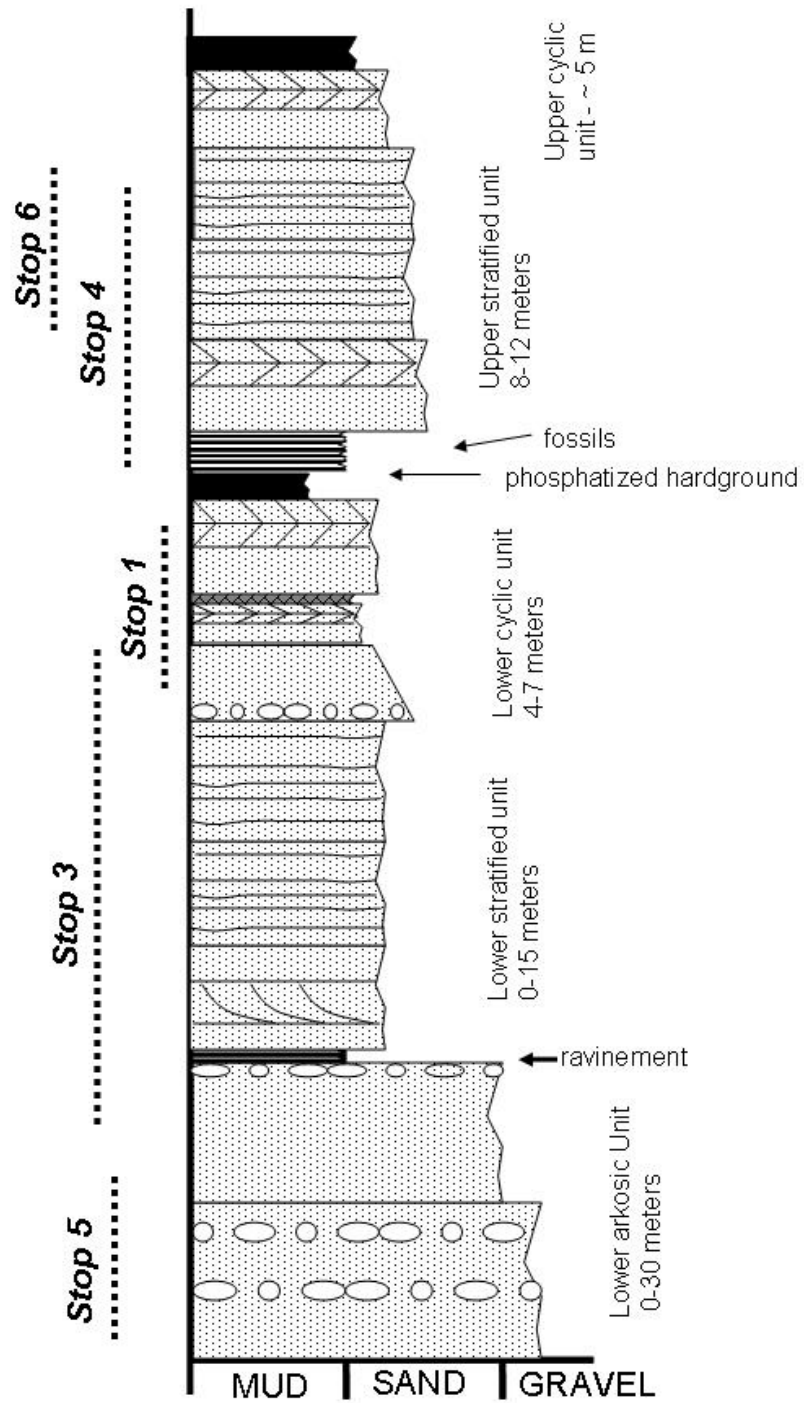 Stop 6
Stop 4
Stop 1
Stop 3
Stop 5
Upper cyclic
unit - ~ 5 m
Upper stratified unit
8-12 meters
fossils
phosphatized hardground
Lower cyclic unit
4-7 meters
Lower stratified unit
0-15 meters
ravinement
Lower arkosic Unit
0-30 meters
MUD
SAND
GRAVEL